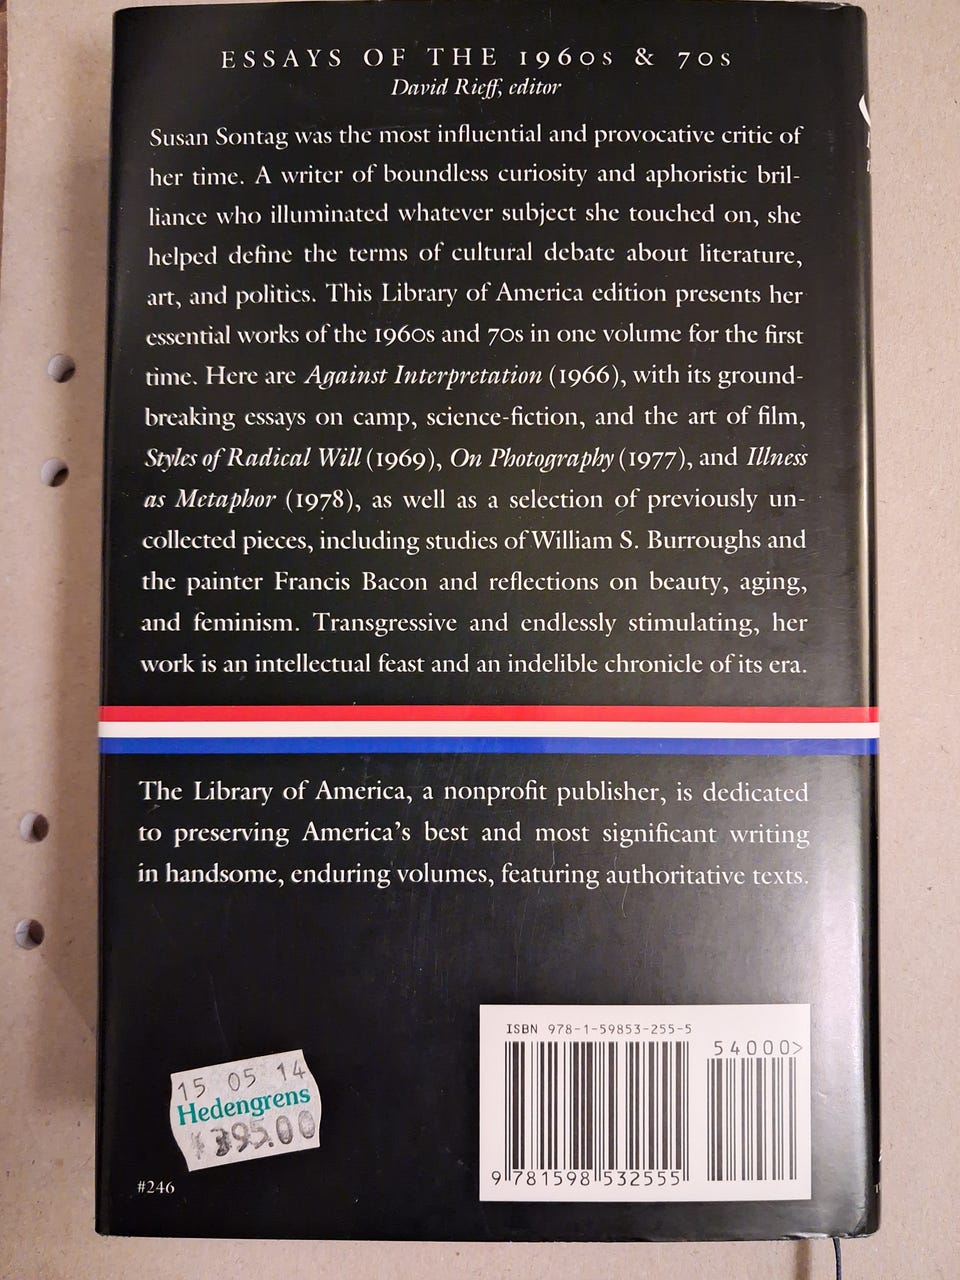 ESSAYS OF THE 1960s & 70s
David Rieff, editor
Susan Sontag was the most influential and provocative critic of
her time. A writer of boundless curiosity and aphoristic bril-
liance who illuminated whatever subject she touched on, she
helped define the terms of cultural debate about literature,
art, and politics. This Library of America edition presents her
essential works of the 1960s and 70s in one volume for the first
time. Here are Against Interpretation (1966), with its ground-
breaking essays on camp, science-fiction, and the art of film,
Styles of Radical Will (1969), On Photography (1977), and Illness
as Metaphor (1978), as well as a selection of previously un-
collected pieces, including studies of William S. Burroughs and
the painter Francis Bacon and reflections on beauty, aging,
and feminism. Transgressive and endlessly stimulating, her
work is an intellectual feast and an indelible chronicle of its era.
The Library of America, a nonprofit publisher, is dedicated
to preserving America's best and most significant writing
in handsome, enduring volumes, featuring authoritative texts.
ISBN 978-1-59853-255-5
54000>
9 781598 532555
15 05 14
Hedengrens
395.00
#246